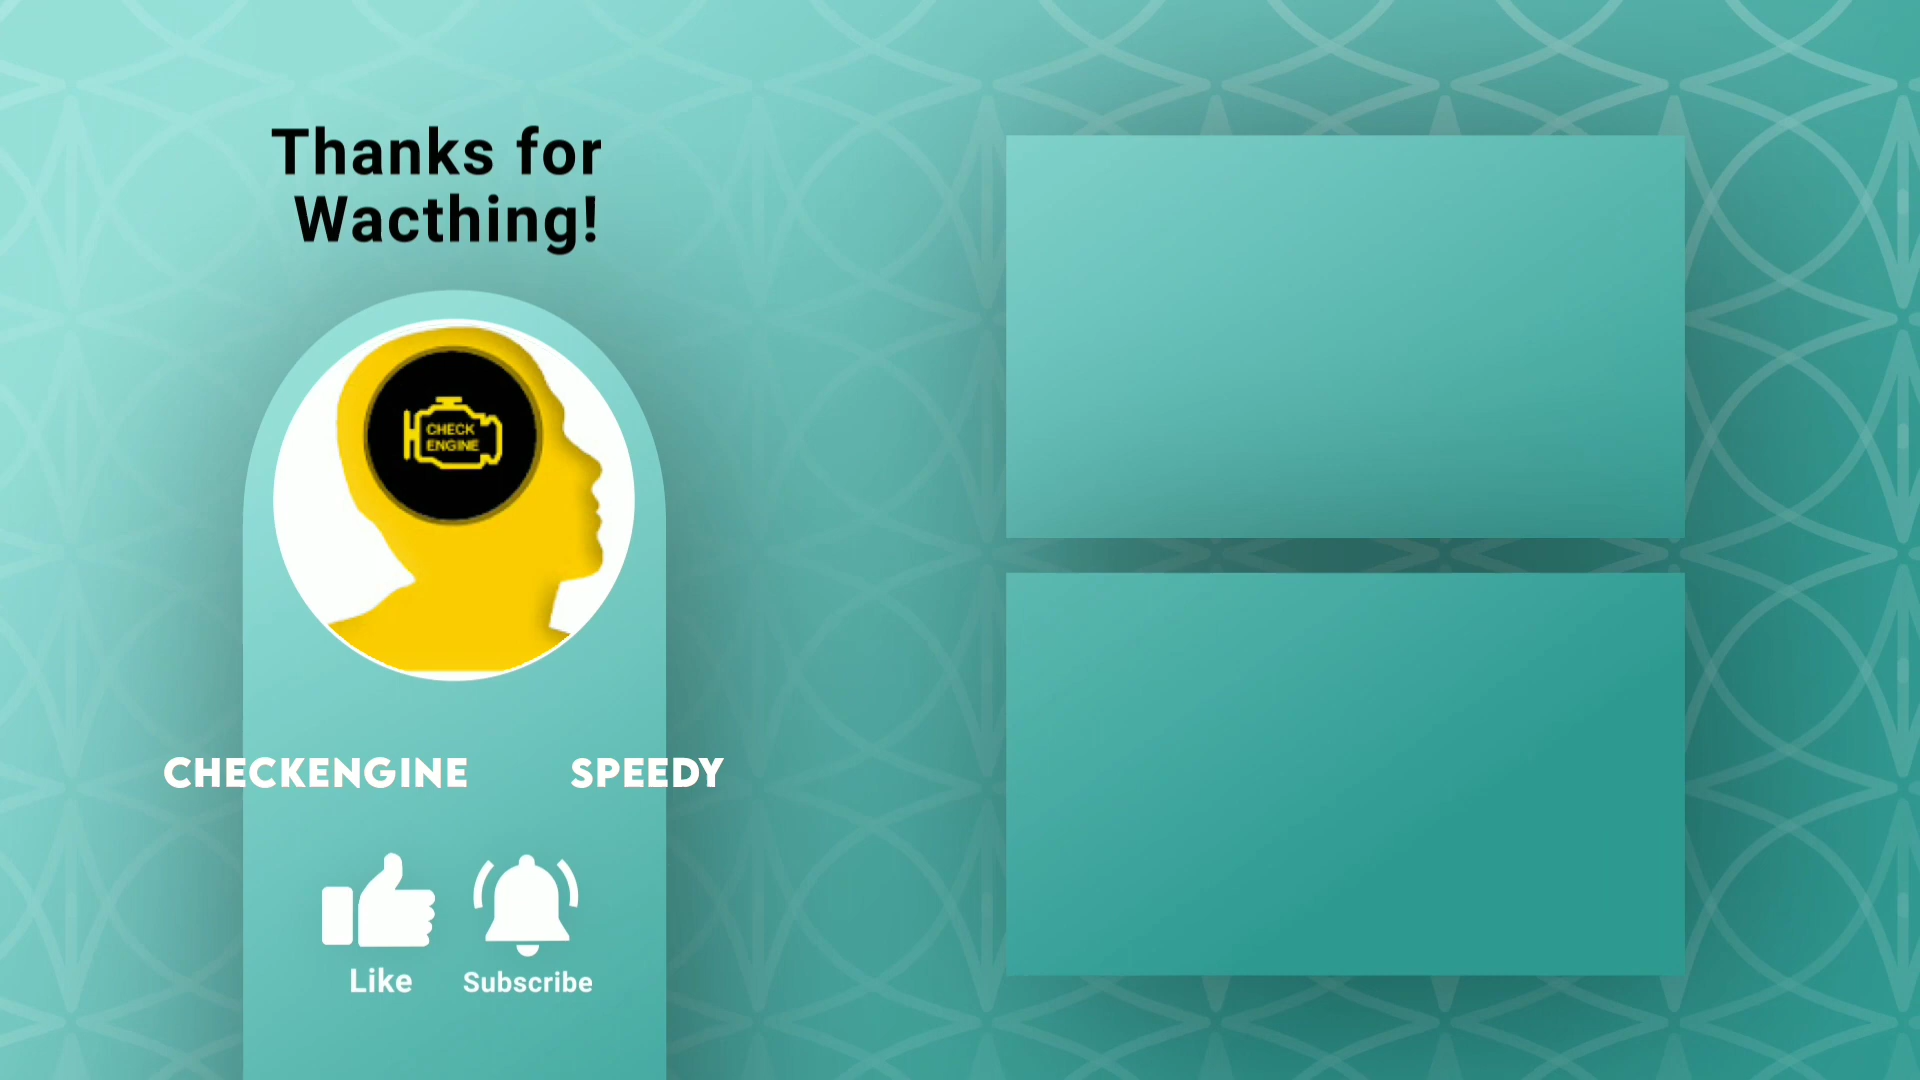 Thanks for
Wacthing!
CHECK
ENGINE
CHECKENGINE SPEEDY
Like Subscribe